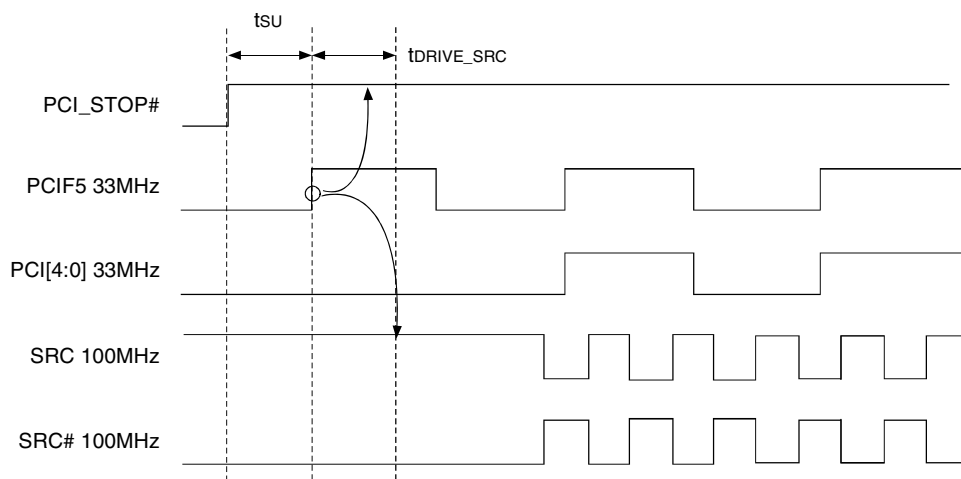 tSU
tDRIVE_SRC
PCI_STOP#
PCIF5 33MHz
PCI[4:0] 33MHz
SRC 100MHz
SRC# 100MHz